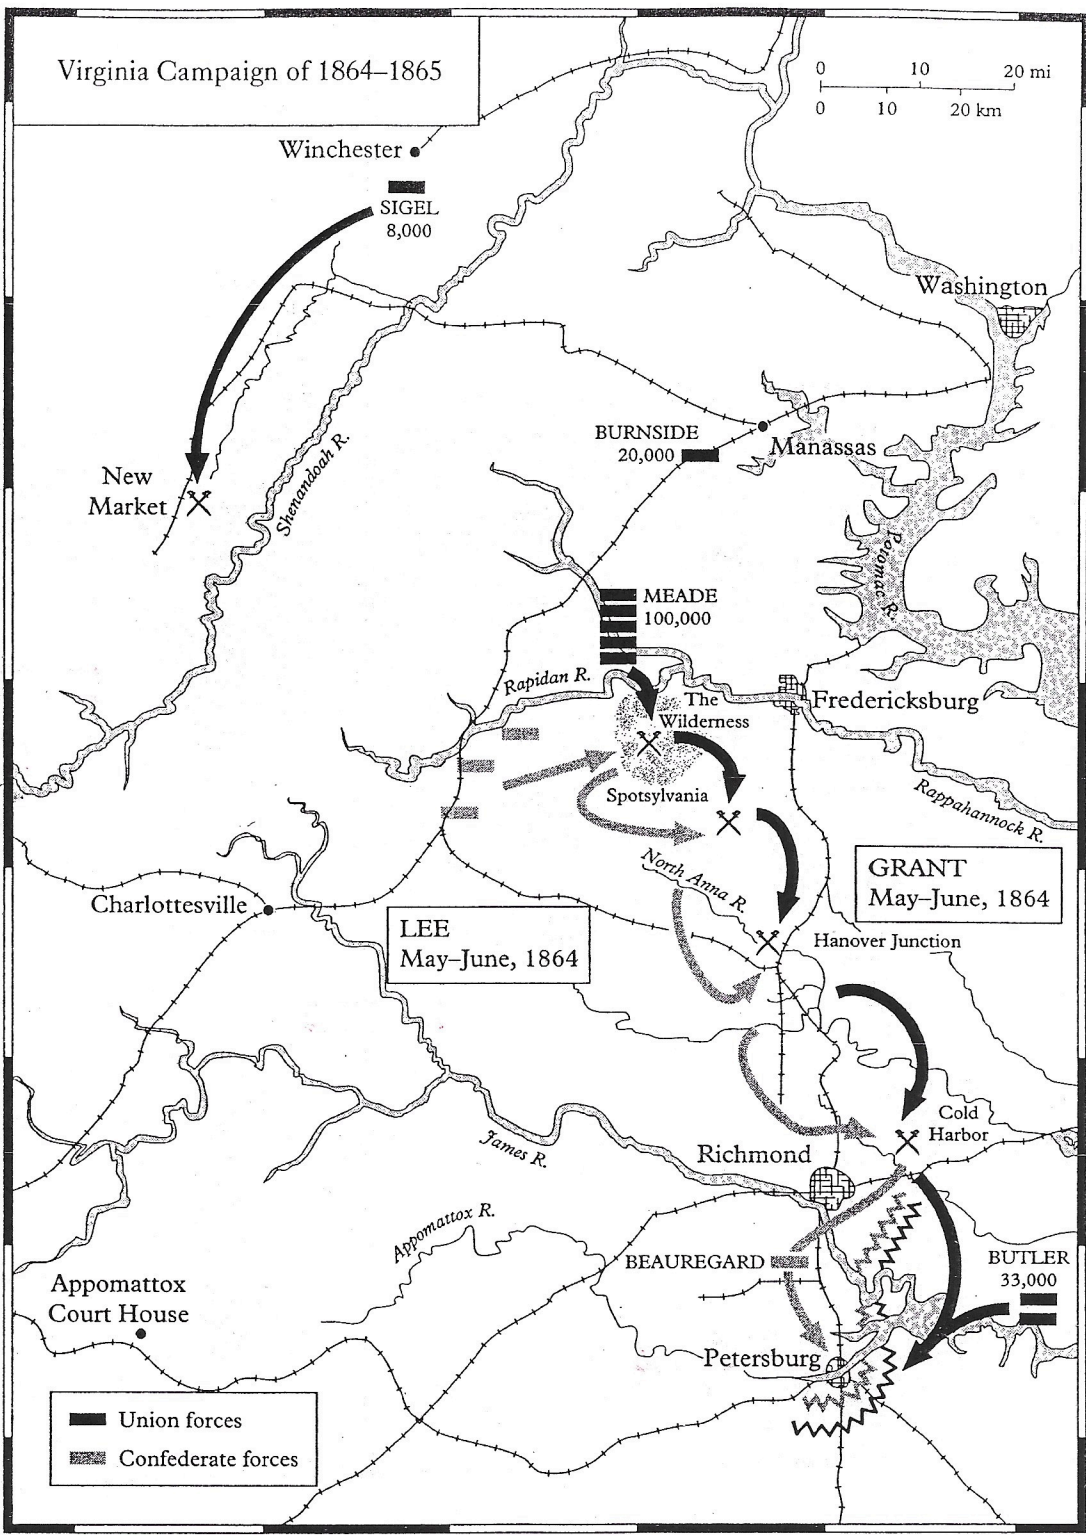 Virginia Campaign of 1864–1865
0 10 20 mi
0 10 20 km
Winchester
SIGEL
8,000
Washington
BURNSIDE
20,000
Manassas
New
Market
Shenandoah R.
Potomac R.
MEADE
100,000
Rapidan R.
The
Wilderness
Fredericksburg
Spotsylvania
Rappahannock R.
North Anna R.
GRANT
May–June, 1864
Charlottesville
LEE
May–June, 1864
Hanover Junction
Cold
Harbor
James R.
Richmond
Appomattox R.
BEAUREGARD
BUTLER
33,000
Appomattox
Court House
Petersburg
Union forces
Confederate forces